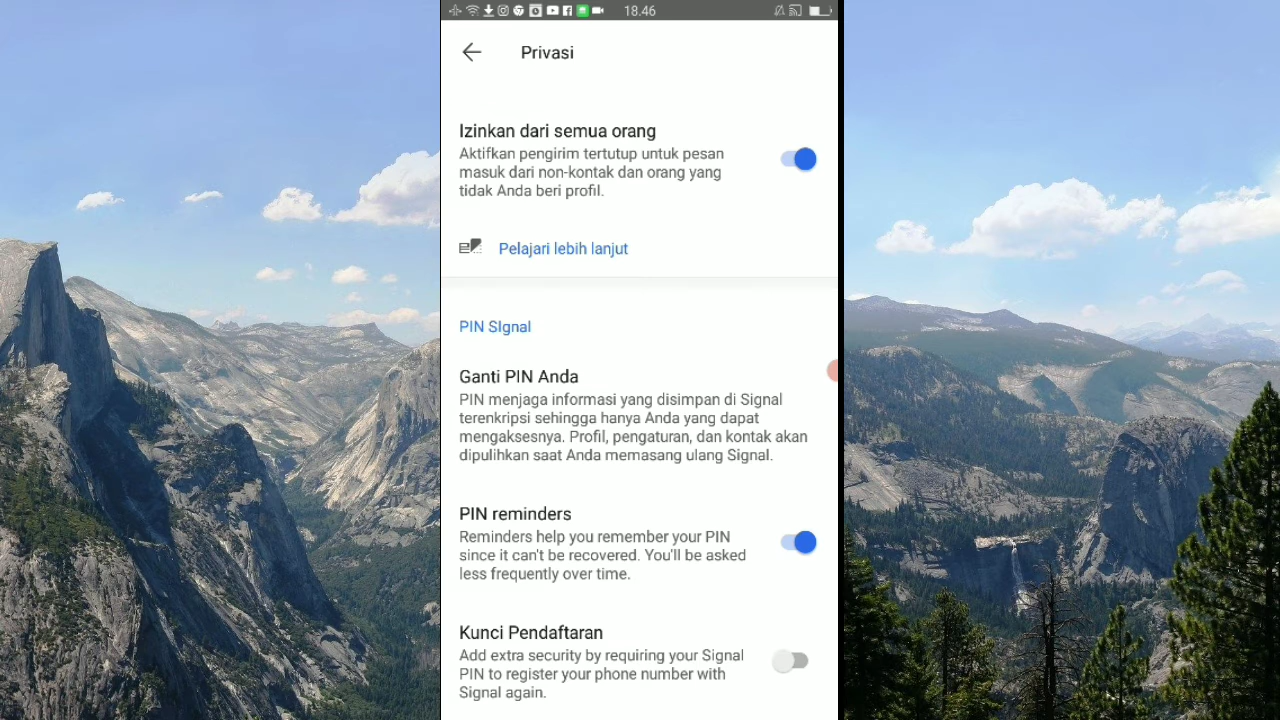 18.46
Privasi
Izinkan dari semua orang
Aktifkan pengirim tertutup untuk pesan
masuk dari non-kontak dan orang yang
tidak Anda beri profil.
Pelajari lebih lanjut
PIN SIgnal
Ganti PIN Anda
PIN menjaga informasi yang disimpan di Signal
terenkripsi sehingga hanya Anda yang dapat
mengaksesnya. Profil, pengaturan, dan kontak akan
dipulihkan saat Anda memasang ulang Signal.
PIN reminders
Reminders help you remember your PIN
since it can't be recovered. You'll be asked
less frequently over time.
Kunci Pendaftaran
Add extra security by requiring your Signal
PIN to register your phone number with
Signal again.